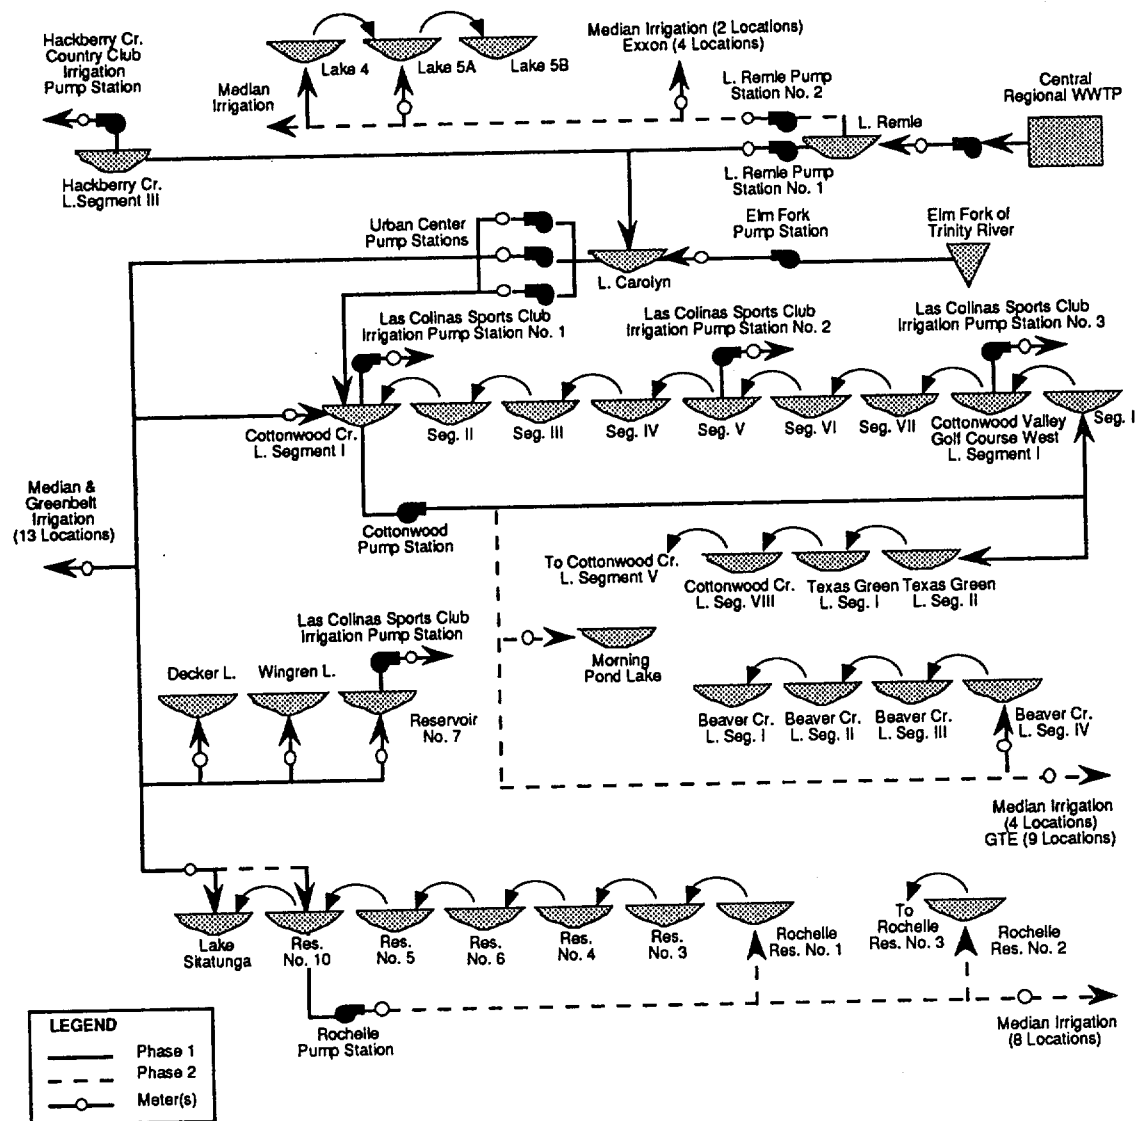 Hackberry Cr.
Country Club
Irrigation
Pump Station
Lake 4
Lake 5A
Lake 5B
Median
Irrigation
Median Irrigation (2 Locations)
Exxon (4 Locations)
L. Remle Pump
Station No. 2
Central
Regional WWTP
L. Remle
Hackberry Cr.
L.Segment III
L. Remle Pump
Station No. 1
Urban Center
Pump Stations
Elm Fork
Pump Station
Elm Fork of
Trinity River
L. Carolyn
Las Colinas Sports Club
Irrigation Pump Station No. 1
Las Colinas Sports Club
Irrigation Pump Station No. 2
Las Colinas Sports Club
Irrigation Pump Station No. 3
Cottonwood Cr.
L. Segment I
Seg. II
Seg. III
Seg. IV
Seg. V
Seg. VI
Seg. VII
Cottonwood Valley
Golf Course West
L. Segment I
Seg. I
Median &
Greenbelt
Irrigation
(13 Locations)
Cottonwood
Pump Station
To Cottonwood Cr.
L. Segment V
Cottonwood Cr.
L. Seg. VIII
Texas Green
L. Seg. I
Texas Green
L. Seg. II
Las Colinas Sports Club
Irrigation Pump Station
Decker L.
Wingren L.
Reservoir
No. 7
Morning
Pond Lake
Beaver Cr.
L. Seg. I
Beaver Cr.
L. Seg. II
Beaver Cr.
L. Seg. III
Beaver Cr.
L. Seg. IV
Median Irrigation
(4 Locations)
GTE (9 Locations)
Lake
Sitatunga
Res.
No. 10
Res.
No. 5
Res.
No. 6
Res.
No. 4
Res.
No. 3
Rochelle
Res. No. 1
To
Rochelle
Res. No. 3
Rochelle
Res. No. 2
Rochelle
Pump Station
Median Irrigation
(8 Locations)
LEGEND
Phase 1
Phase 2
Meter(s)